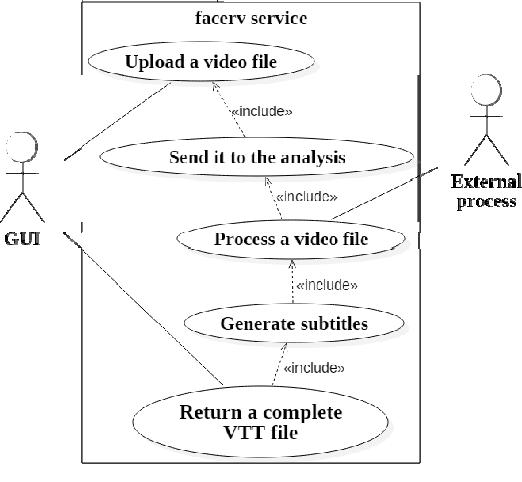 facerv service
Upload a video file
«include»
Send it to the analysis
«include»
External
process
GUI
Process a video file
«include»
Generate subtitles
«include»
Return a complete
VTT file